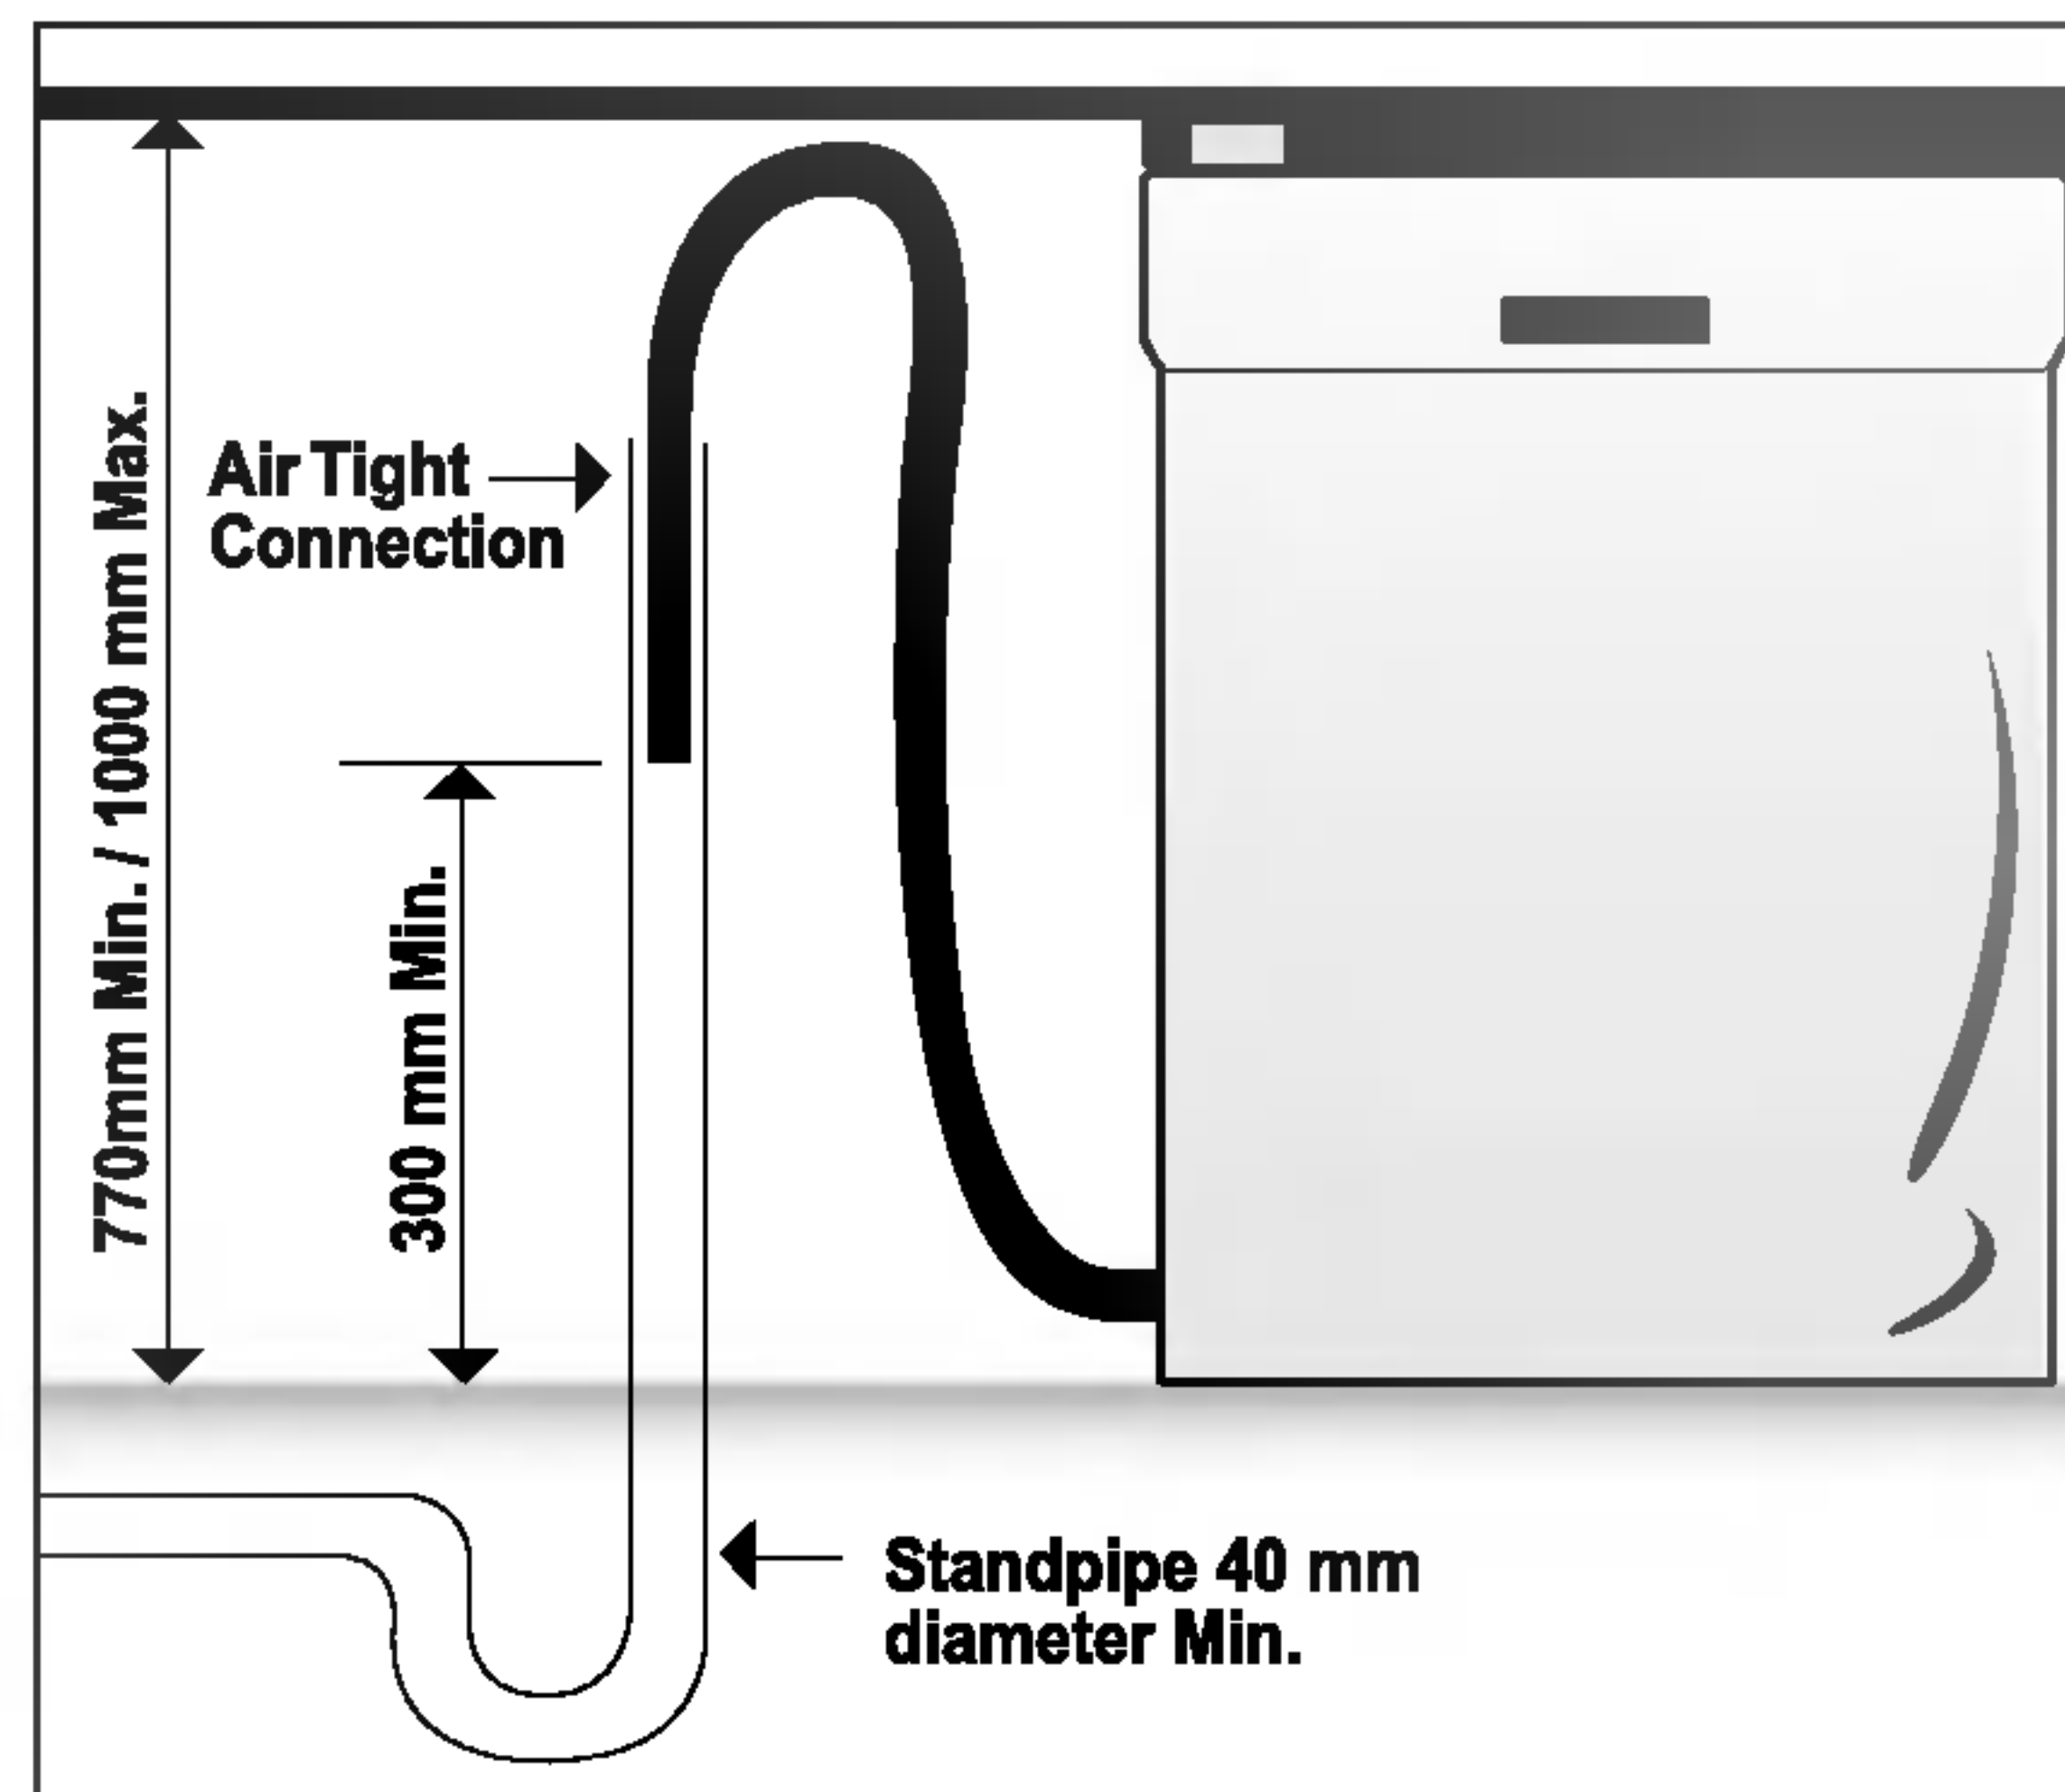 770mm Min. / 1000 mm Max.
Air Tight
Connection
300 mm Min.
Standpipe 40 mm
diameter Min.